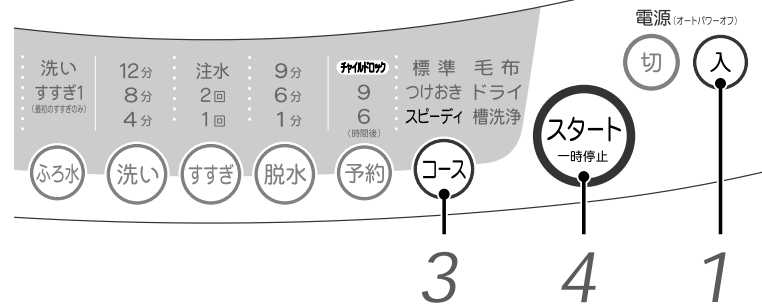 電源(オートパワーオフ)
切 入
洗い 12分 注水 9分 チャイルドロック 標準 毛布
すすぎ1 8分 2回 6分 9 つけおき ドライ
(最初のすすぎのみ) 4分 1回 1分 6 スピーディ 槽洗浄
(時間後)
ふろ水 洗い すすぎ 脱水 予約 コース
スタート
一時停止
3 4 1